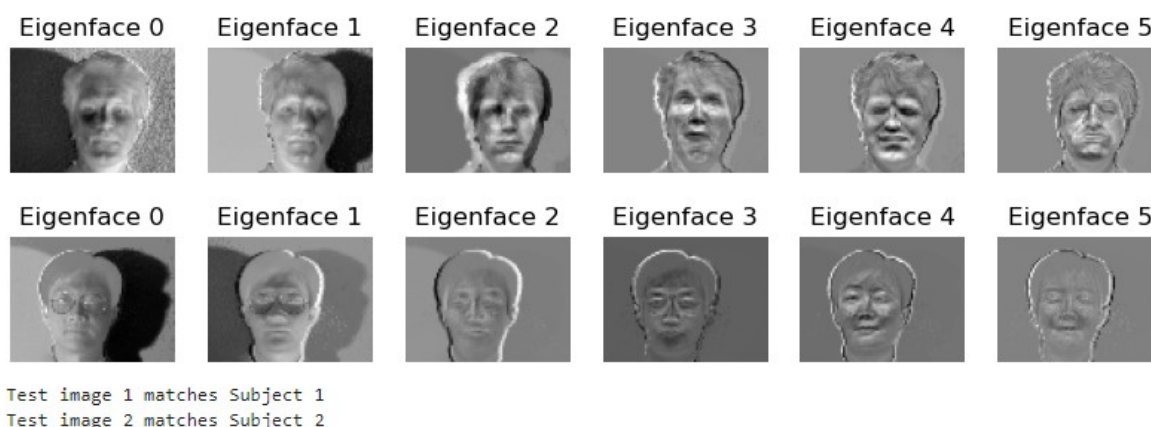 Eigenface 0 Eigenface 1 Eigenface 2 Eigenface 3 Eigenface 4 Eigenface 5
Eigenface 0 Eigenface 1 Eigenface 2 Eigenface 3 Eigenface 4 Eigenface 5
Test image 1 matches Subject 1
Test image 2 matches Subject 2